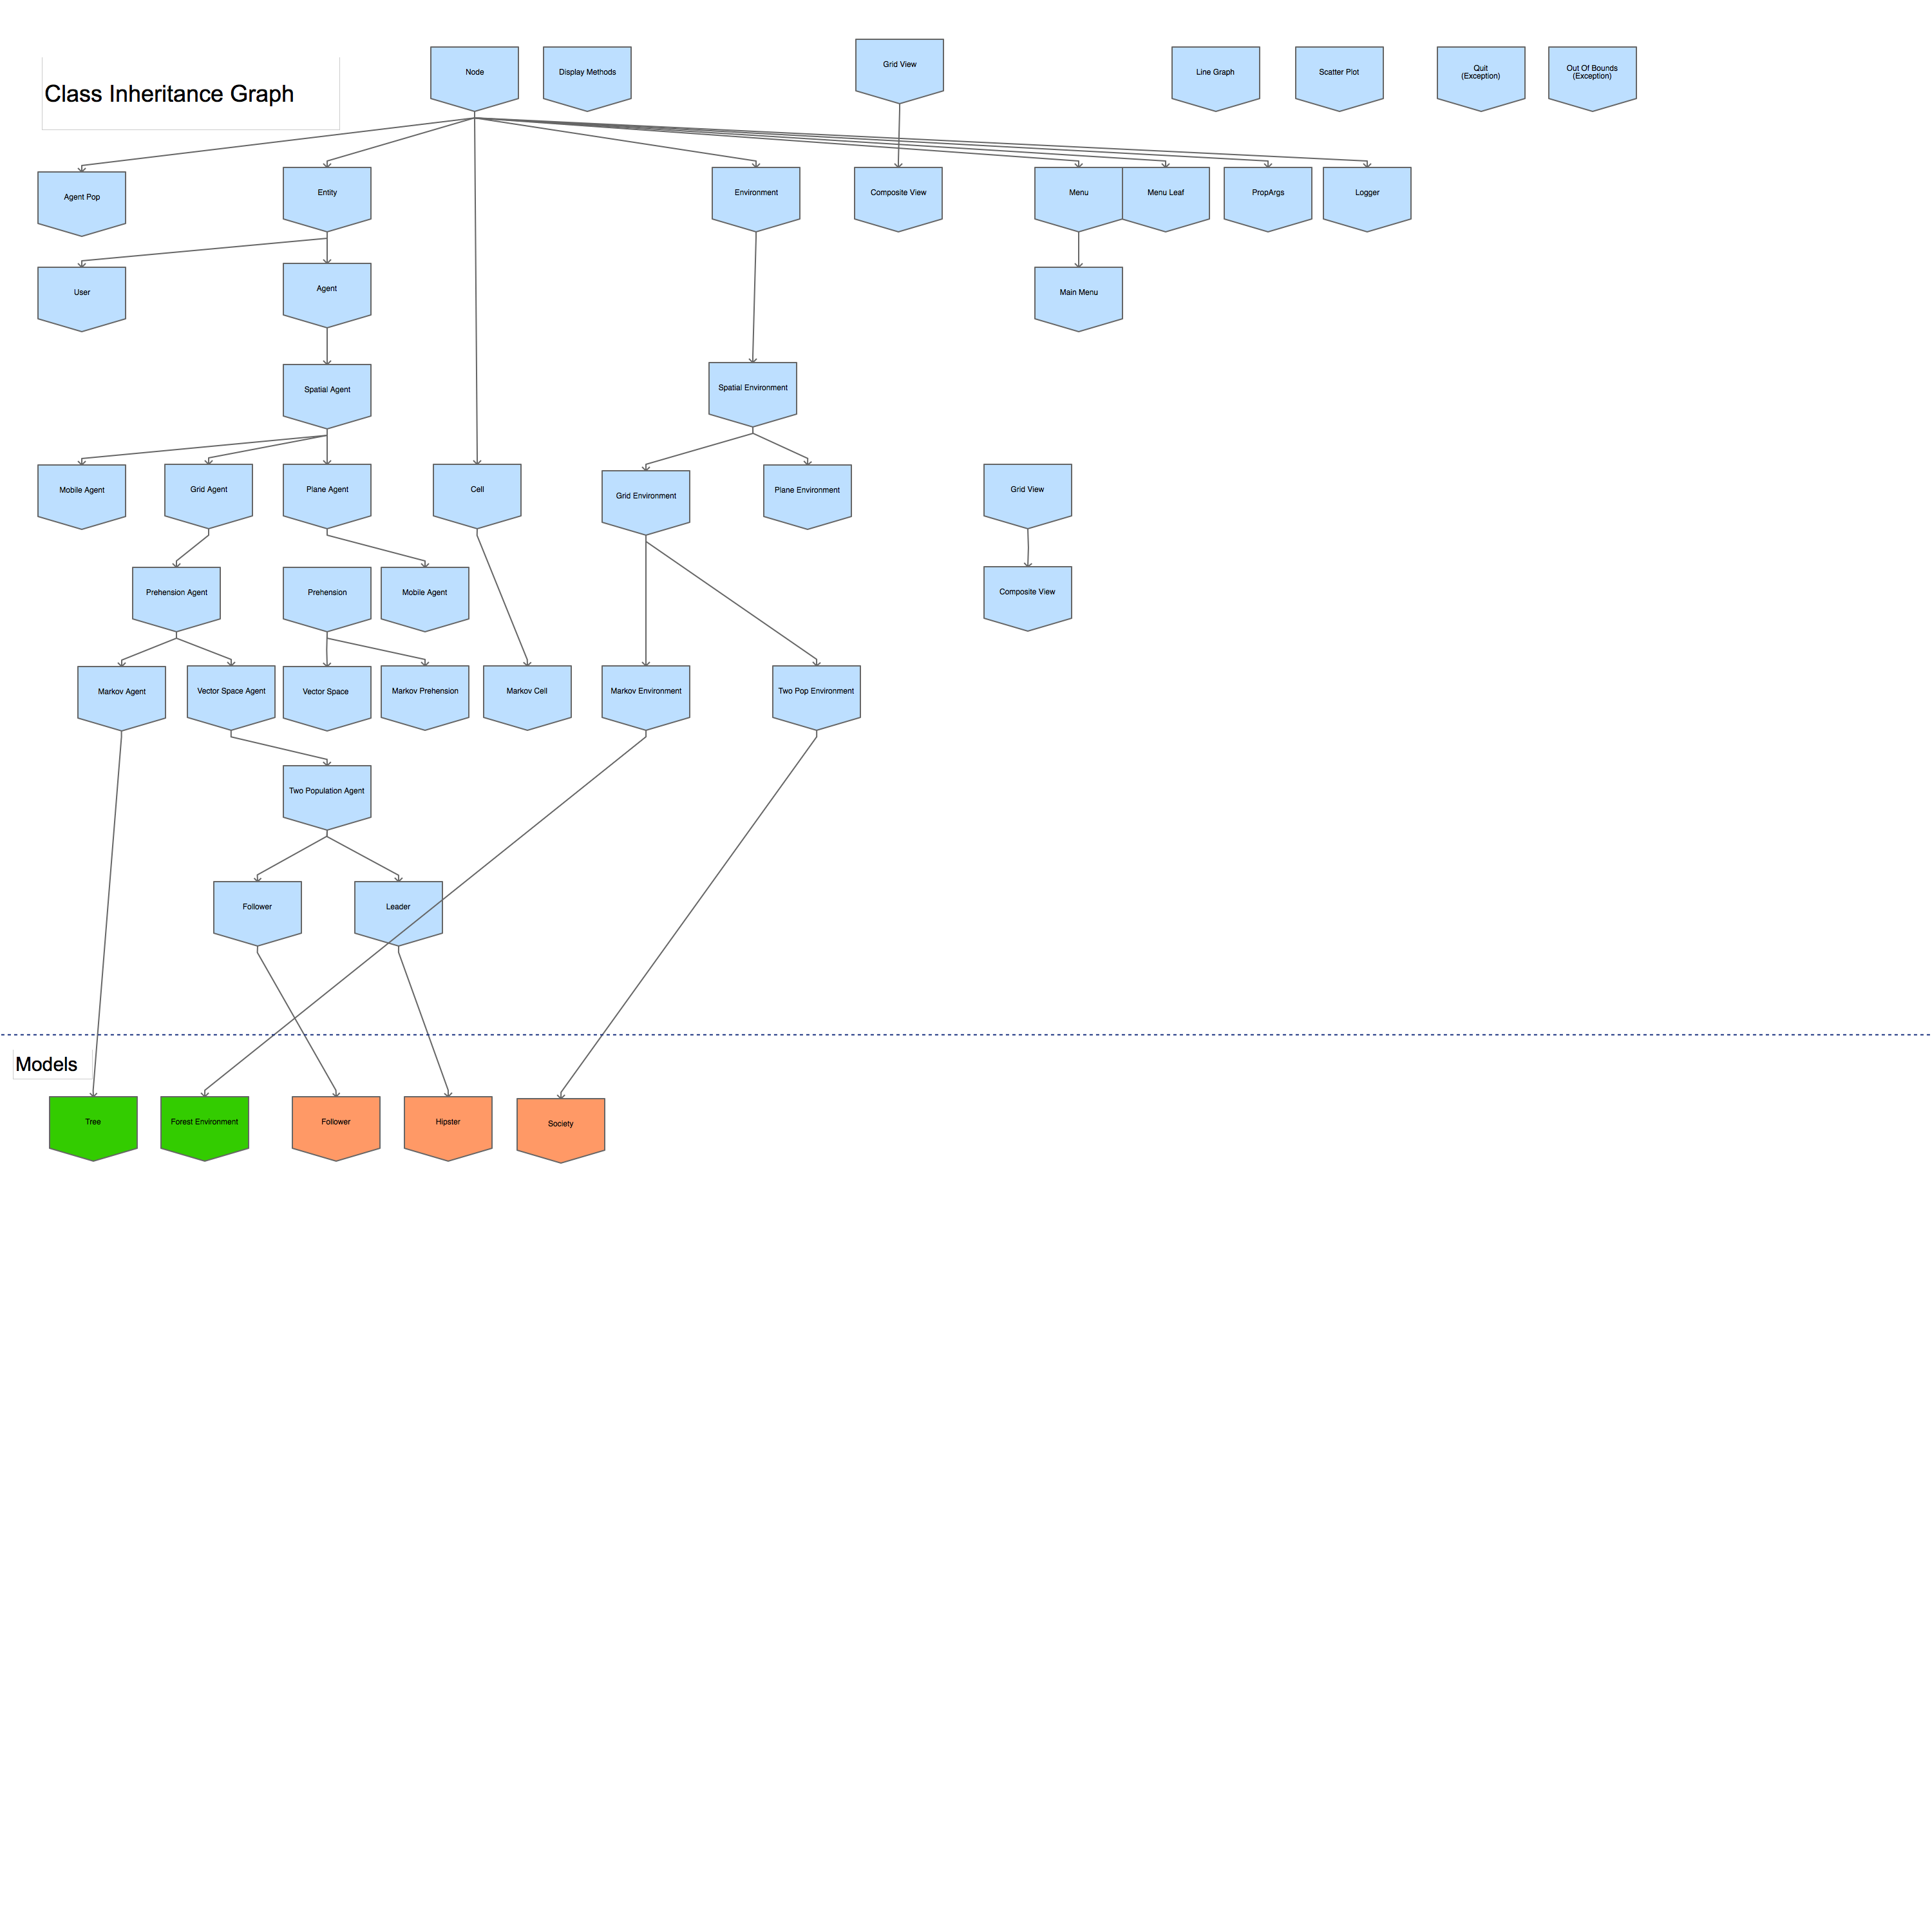 Class Inheritance Graph
Node
Display Methods
Grid View
Line Graph
Scatter Plot
Quit
(Exception)
Out Of Bounds
(Exception)
Agent Pop
Entity
Environment
Composite View
Menu
Menu Leaf
PropArgs
Logger
User
Agent
Main Menu
Spatial Agent
Spatial Environment
Mobile Agent
Grid Agent
Plane Agent
Cell
Grid Environment
Plane Environment
Grid View
Prehension Agent
Prehension
Mobile Agent
Composite View
Markov Agent
Vector Space Agent
Vector Space
Markov Prehension
Markov Cell
Markov Environment
Two Pop Environment
Two Population Agent
Follower
Leader
Models
Tree
Forest Environment
Follower
Hipster
Society